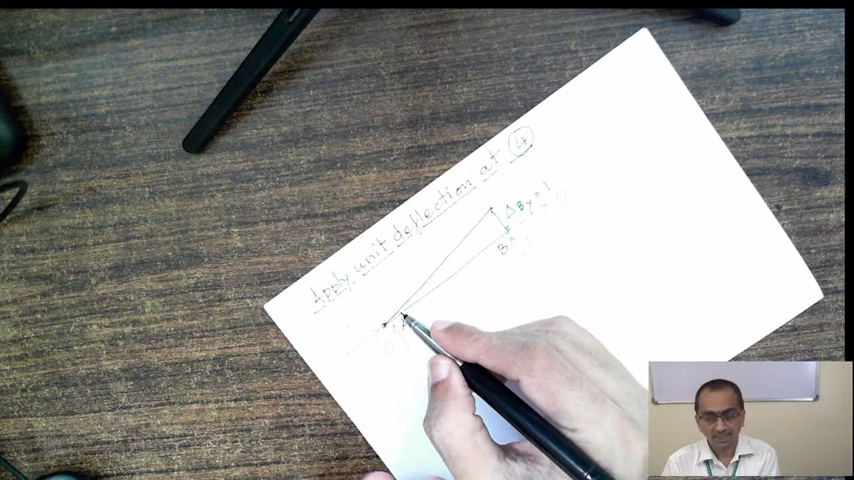 Apply unit deflection at 4
ΔBy = 1
B